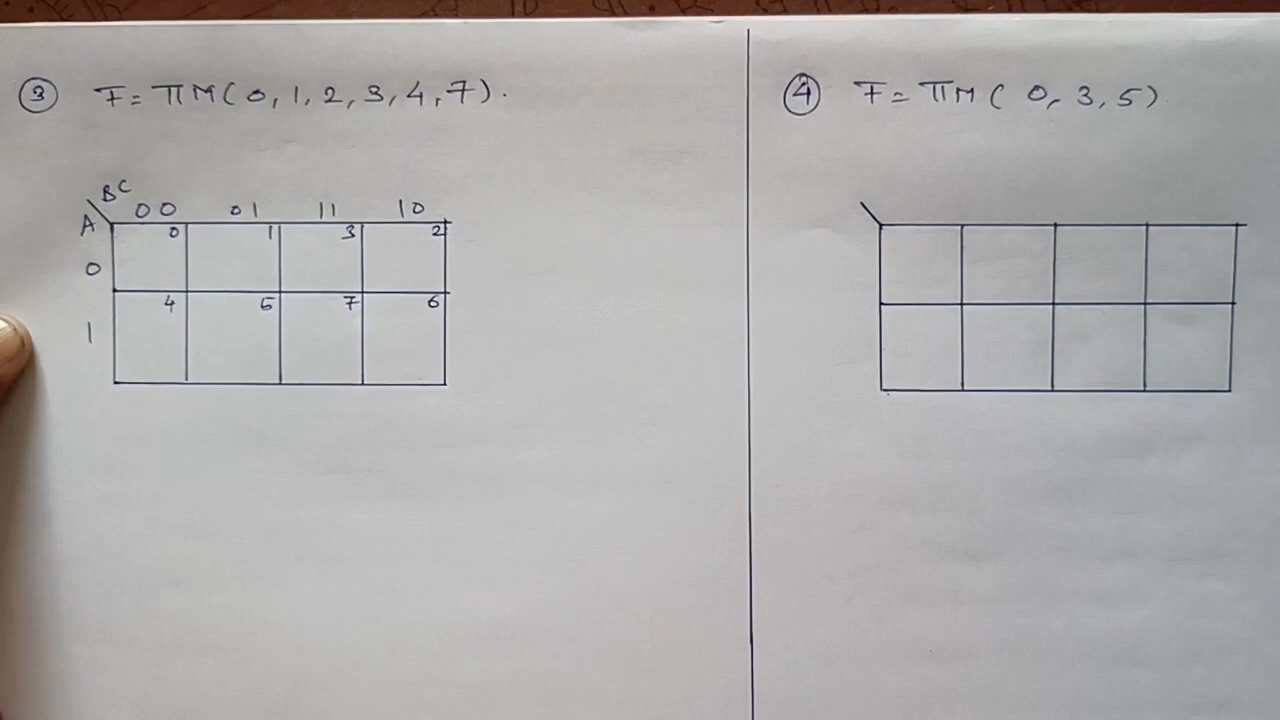 ③ F = πM( 0, 1, 2, 3, 4, 7).
BC
A 00 01 11 10
0 1 3 2
0
4 5 7 6
1
④ F = πM( 0, 3, 5)